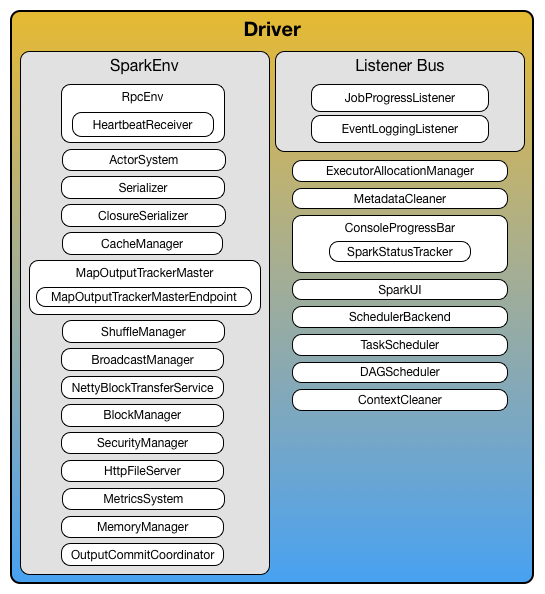 Driver
SparkEnv
RpcEnv
HeartbeatReceiver
ActorSystem
Serializer
ClosureSerializer
CacheManager
MapOutputTrackerMaster
MapOutputTrackerMasterEndpoint
ShuffleManager
BroadcastManager
NettyBlockTransferService
BlockManager
SecurityManager
HttpFileServer
MetricsSystem
MemoryManager
OutputCommitCoordinator
Listener Bus
JobProgressListener
EventLoggingListener
ExecutorAllocationManager
MetadataCleaner
ConsoleProgressBar
SparkStatusTracker
SparkUI
SchedulerBackend
TaskScheduler
DAGScheduler
ContextCleaner